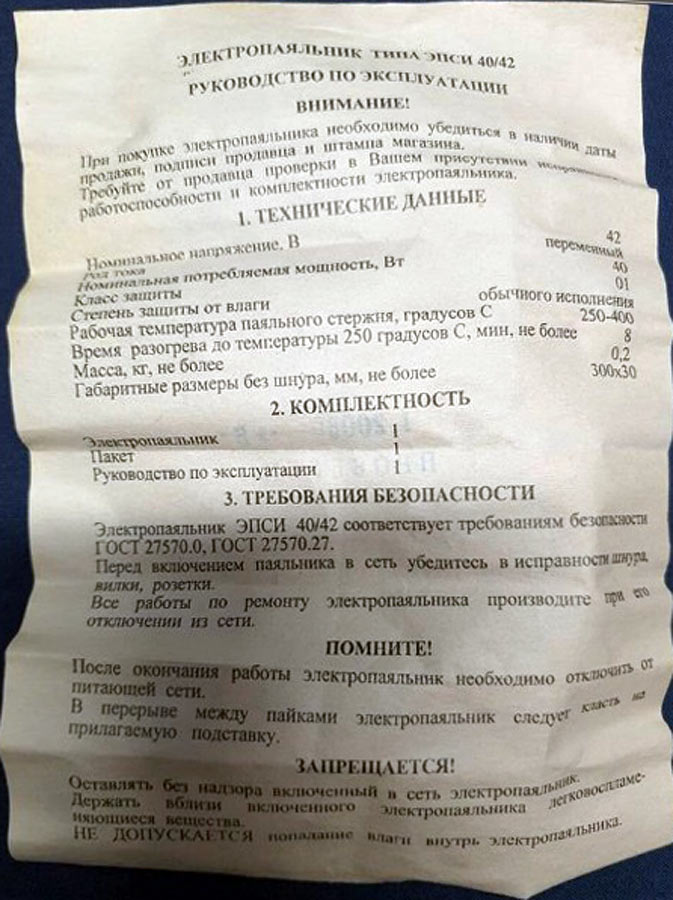 ЭЛЕКТРОПАЯЛЬНИК ТИПА ЭПСИ 40/42
РУКОВОДСТВО ПО ЭКСПЛУАТАЦИИ
ВНИМАНИЕ!
При покупке электропаяльника необходимо убедиться в наличии даты
продажи, подписи продавца и штампа магазина.
Требуйте от продавца проверки в Вашем присутствии
работоспособности и комплектности электропаяльника.
1. ТЕХНИЧЕСКИЕ ДАННЫЕ
Номинальное напряжение, В 42
Род тока переменный
Номинальная потребляемая мощность, Вт 40
Класс защиты 01
Степень защиты от влаги обычного исполнения
Рабочая температура паяльного стержня, градусов С 250-400
Время разогрева до температуры 250 градусов С, мин, не более 8
Масса, кг, не более 0,2
Габаритные размеры без шнура, мм, не более 300х30
2. КОМПЛЕКТНОСТЬ
Электропаяльник 1
Пакет 1
Руководство по эксплуатации 1
3. ТРЕБОВАНИЯ БЕЗОПАСНОСТИ
Электропаяльник ЭПСИ 40/42 соответствует требованиям безопасности
ГОСТ 27570.0, ГОСТ 27570.27.
Перед включением паяльника в сеть убедитесь в исправности шнура,
вилки, розетки.
Все работы по ремонту электропаяльника производите при его
отключении из сети.
ПОМНИТЕ!
После окончания работы электропаяльник необходимо отключить от
питающей сети.
В перерыве между пайками электропаяльник следует класть на
прилагаемую подставку.
ЗАПРЕЩАЕТСЯ!
Оставлять без надзора включенный в сеть электропаяльник.
Держать вблизи включенного электропаяльника легковоспламе-
няющиеся вещества.
НЕ ДОПУСКАЕТСЯ попадание влаги внутрь электропаяльника.